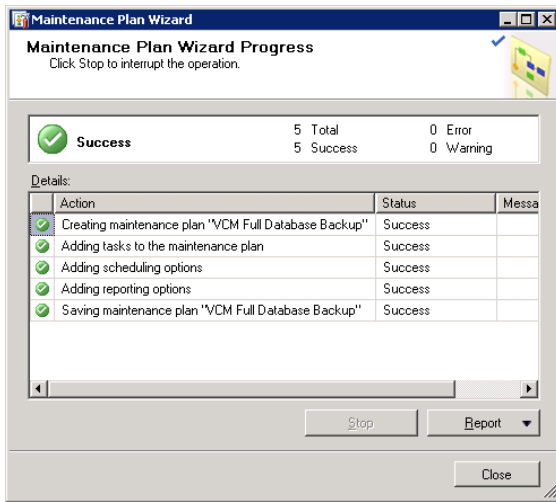 Maintenance Plan Wizard
Maintenance Plan Wizard Progress
Click Stop to interrupt the operation.
Success 5 Total 0 Error
5 Success 0 Warning
Details:
Action Status Messa
Creating maintenance plan "VCM Full Database Backup" Success
Adding tasks to the maintenance plan Success
Adding scheduling options Success
Adding reporting options Success
Saving maintenance plan "VCM Full Database Backup" Success
Stop Report
Close